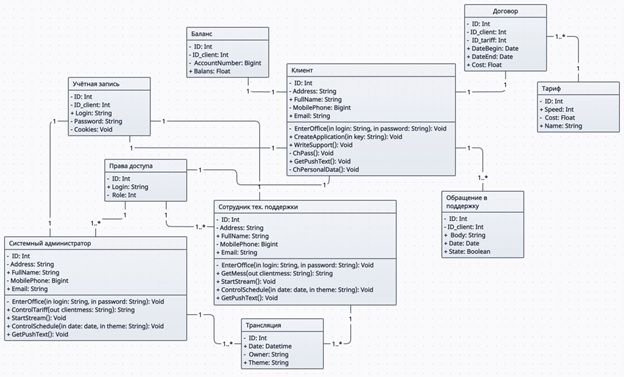 Договор
- ID: Int
- ID_client: Int
- ID_tariff: Int
+ DateBegin: Date
+ DateEnd: Date
+ Cost: Float
1
1..*
Баланс
- ID: Int
- ID_client: Int
- AccountNumber: Bigint
+ Balans: Float
1
1
Клиент
- ID: Int
- Address: String
+ FullName: String
- MobilePhone: Bigint
+ Email: String
- EnterOffice(in login: String, in password: String): Void
+ CreateApplication(in key: String): Void
+ WriteSupport(): Void
- ChPass(): Void
+ GetPushText(): Void
- ChPersonalData(): Void
1
1
Тариф
- ID: Int
+ Speed: Int
- Cost: Float
+ Name: String
Учётная запись
- ID: Int
- ID_client: Int
+ Login: String
- Password: String
- Cookies: Void
1
1
1
1
Права доступа
- ID: Int
+ Login: String
- Role: Int
1
1
1
1
1..*
1..*
1
1..*
Обращение в
поддержку
- ID: Int
- ID_client: Int
+ Body: String
+ Date: Date
+ State: Boolean
Сотрудник тех. поддержки
- ID: Int
- Address: String
+ FullName: String
- MobilePhone: Bigint
+ Email: String
- EnterOffice(in login: String, in password: String): Void
+ GetMess(out clientmess: String): String
+ StartStream(): Void
+ ControlSchedule(in date: date, in theme: String): Void
+ GetPushText(): Void
1
1
Системный администратор
- ID: Int
- Address: String
+ FullName: String
- MobilePhone: Bigint
+ Email: String
- EnterOffice(in login: String, in password: String): Void
+ ControlTariff(out clientmess: String): Void
+ StartStream(): Void
+ ControlSchedule(in date: date, in theme: String): Void
+ GetPushText(): Void
1
1
1..*
1..*
Трансляция
- ID: Int
+ Date: Datetime
- Owner: String
+ Theme: String